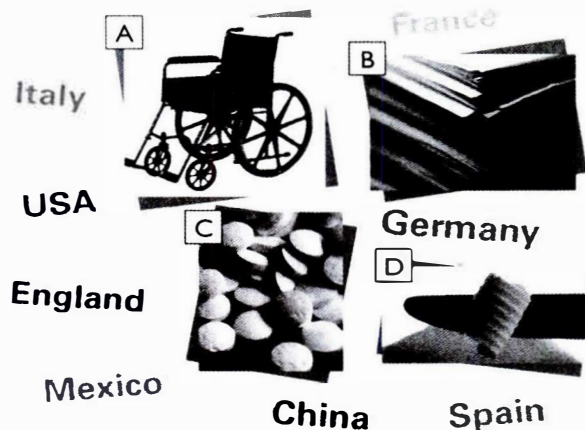 France
A
B
Italy
USA
C
Germany
D
England
Mexico
China
Spain